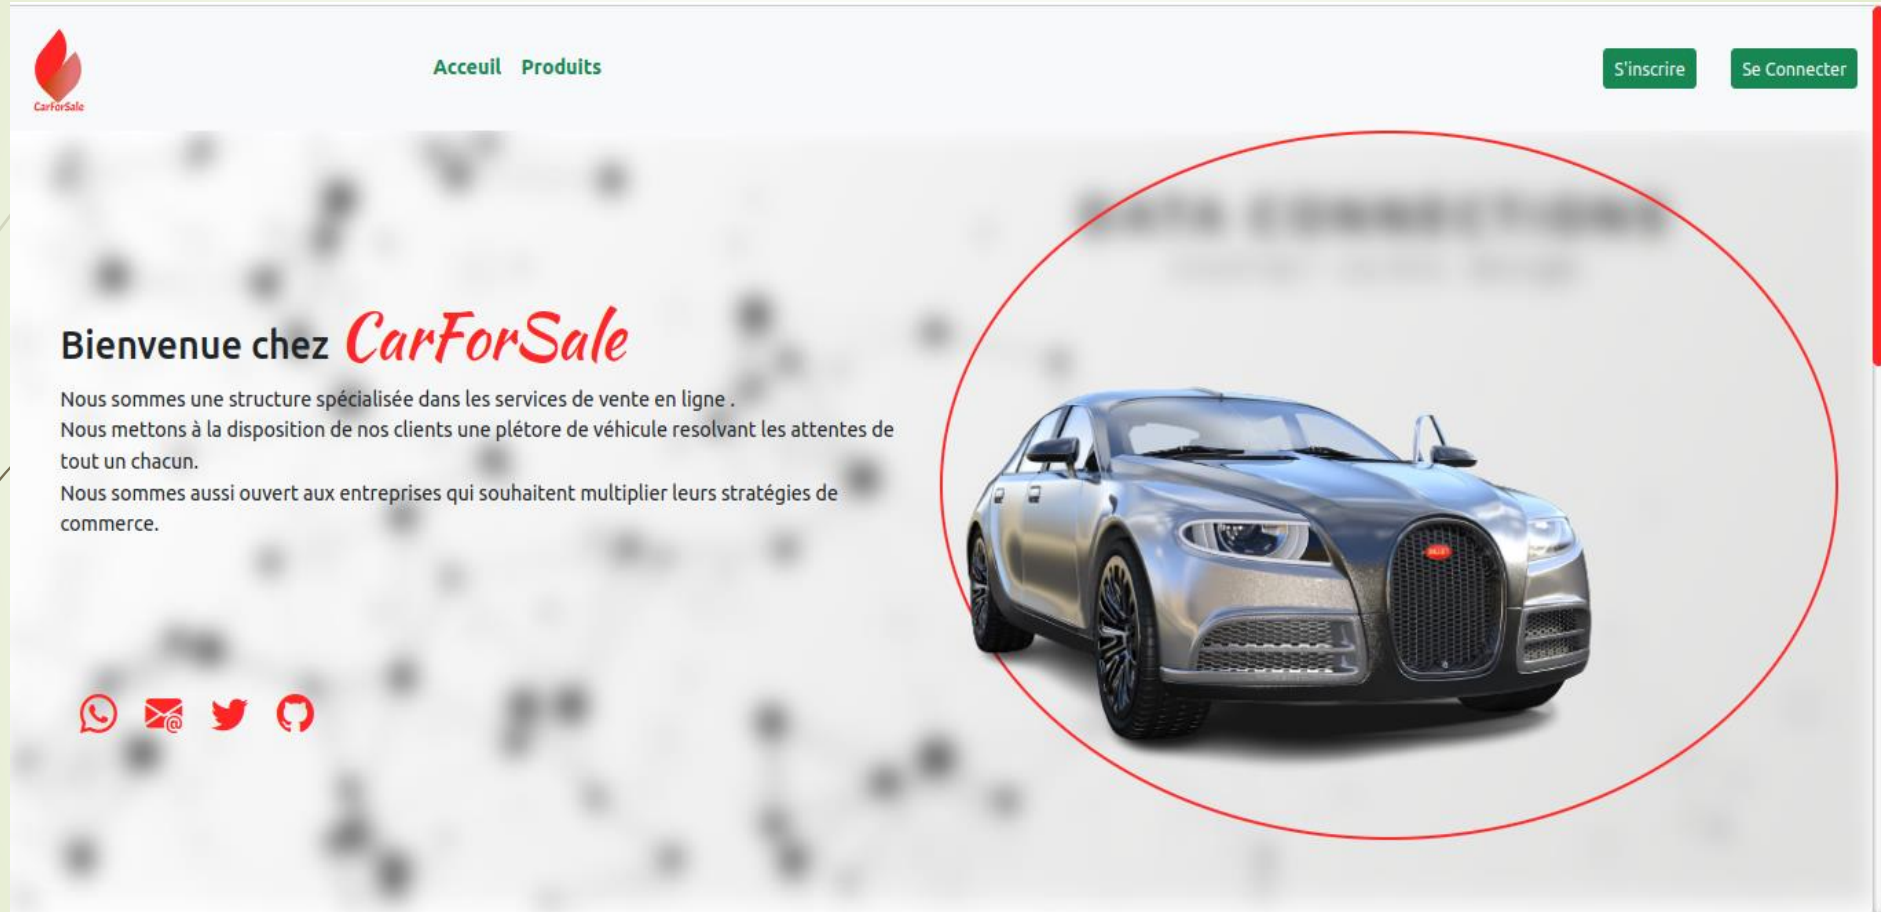 CarForSale
Acceuil Produits
S'inscrire Se Connecter
DATA CONNECTIONS
Bienvenue chez CarForSale
Nous sommes une structure spécialisée dans les services de vente en ligne .
Nous mettons à la disposition de nos clients une plétore de véhicule resolvant les attentes de
tout un chacun.
Nous sommes aussi ouvert aux entreprises qui souhaitent multiplier leurs stratégies de
commerce.